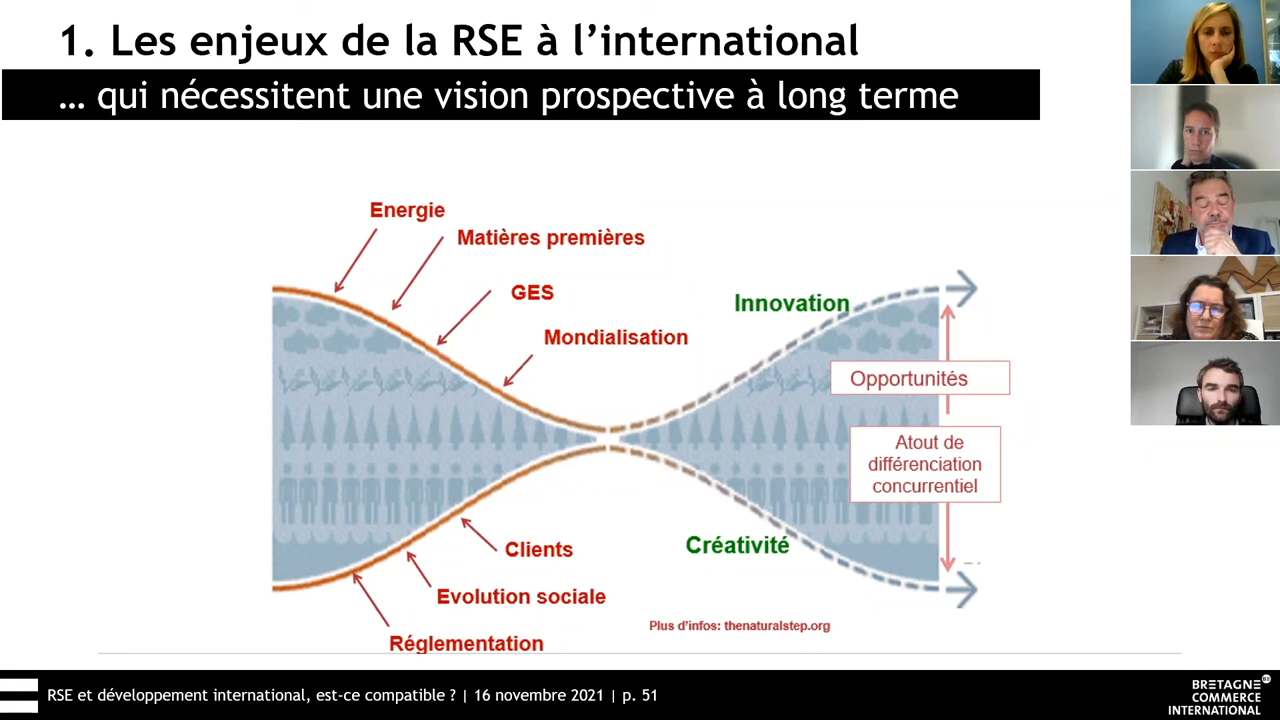 1. Les enjeux de la RSE à l’international
… qui nécessitent une vision prospective à long terme
Energie
Matières premières
GES
Mondialisation
Innovation
Opportunités
Atout de
différenciation
concurrentiel
Créativité
Clients
Evolution sociale
Réglementation
Plus d’infos: thenaturalstep.org
RSE et développement international, est-ce compatible ? | 16 novembre 2021 | p. 51
BRETAGNE
COMMERCE
INTERNATIONAL